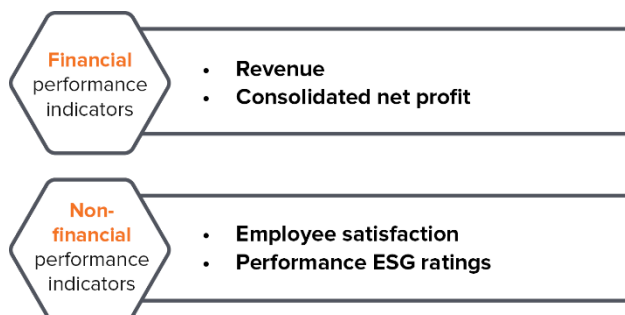 Financial
performance
indicators
• Revenue
• Consolidated net profit
Non-
financial
performance
indicators
• Employee satisfaction
• Performance ESG ratings